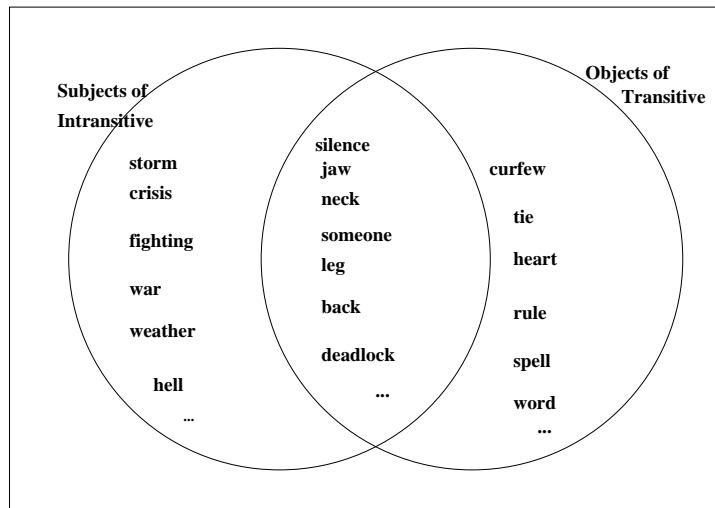 Subjects of
Intransitive
storm
crisis
fighting
war
weather
hell
...
silence
jaw
neck
someone
leg
back
deadlock
...
Objects of
Transitive
curfew
tie
heart
rule
spell
word
...